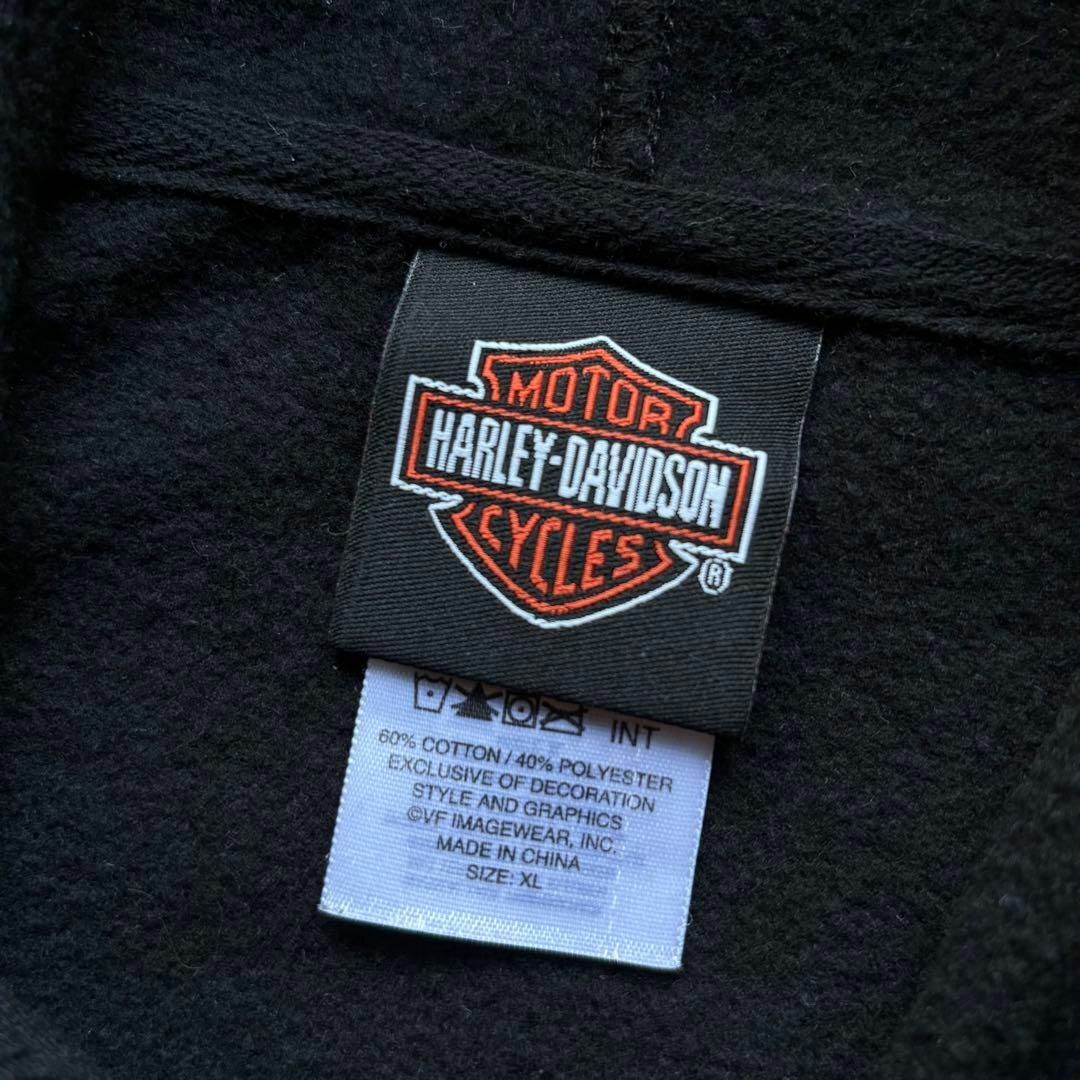 MOTOR
HARLEY-DAVIDSON
CYCLES
®
INT
60% COTTON / 40% POLYESTER
EXCLUSIVE OF DECORATION
STYLE AND GRAPHICS
©VF IMAGEWEAR, INC.
MADE IN CHINA
SIZE: XL